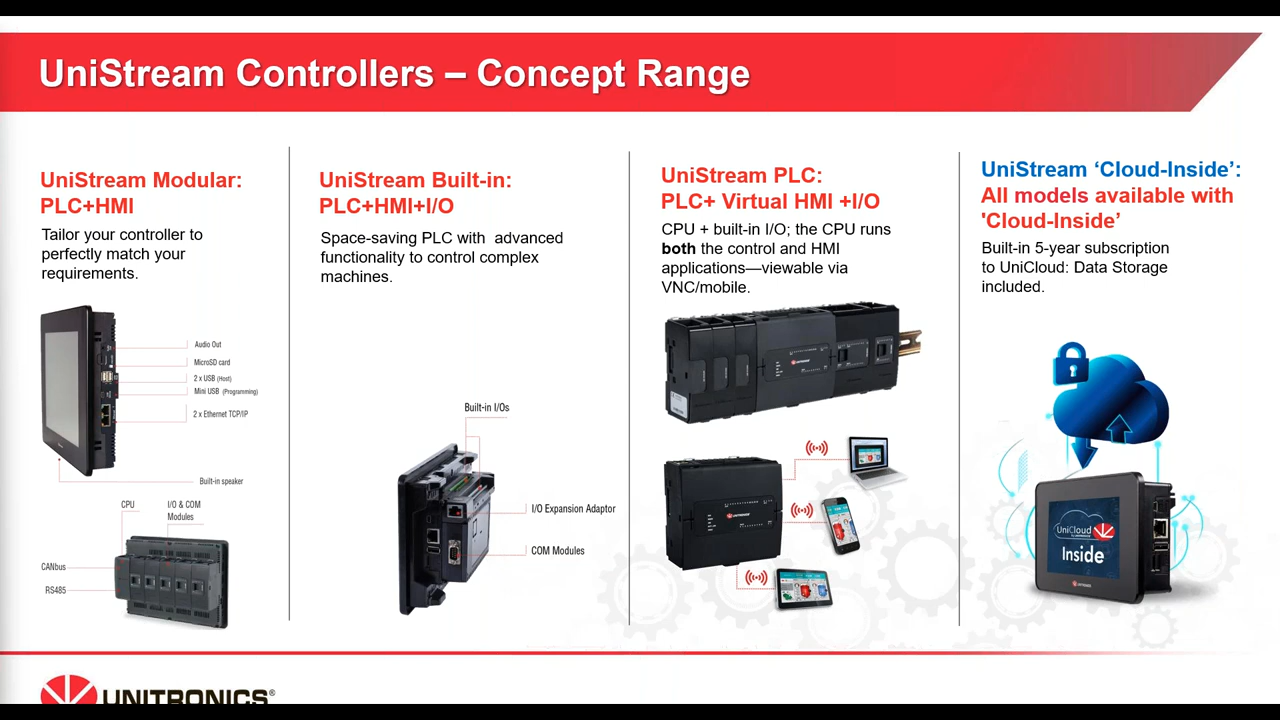 UniStream Controllers – Concept Range
UniStream Modular:
PLC+HMI
Tailor your controller to
perfectly match your
requirements.
Audio Out
MicroSD card
2 x USB (Host)
Mini USB (Programming)
2 x Ethernet TCP/IP
Built-in speaker
CPU
I/O & COM
Modules
CANbus
RS485
UniStream Built-in:
PLC+HMI+I/O
Space-saving PLC with  advanced
functionality to control complex
machines.
Built-in I/Os
I/O Expansion Adaptor
COM Modules
UniStream PLC:
PLC+ Virtual HMI +I/O
CPU + built-in I/O; the CPU runs
both the control and HMI
applications—viewable via
VNC/mobile.
UNITRONICS
UNITRONICS
UniStream ‘Cloud-Inside’:
All models available with
'Cloud-Inside’
Built-in 5-year subscription
to UniCloud: Data Storage
included.
UniCloud
Inside
UNITRONICS
UNITRONICS®